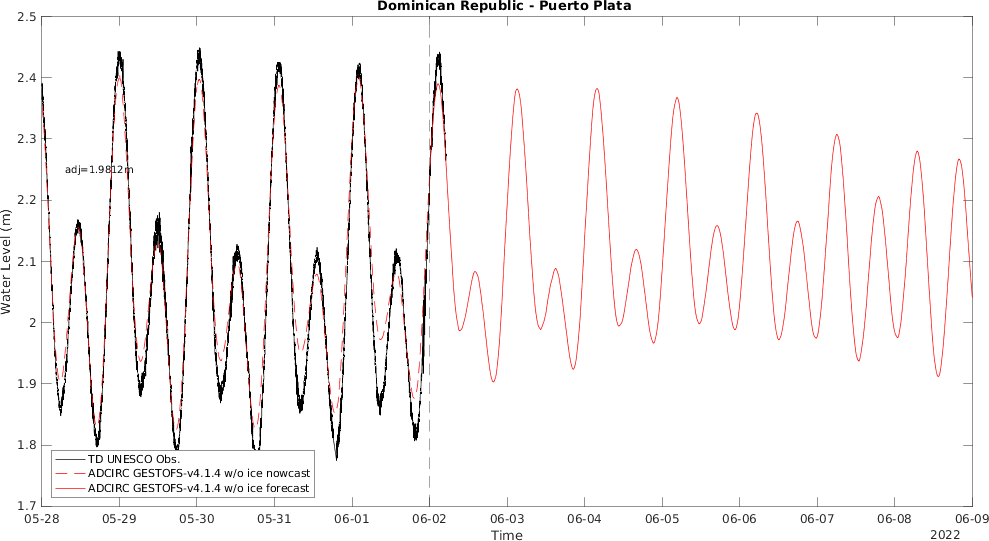 Dominican Republic - Puerto Plata
2.5
2.4
2.3
2.2
2.1
2
1.9
1.8
1.7
Water Level (m)
adj=1.9812m
TD UNESCO Obs.
ADCIRC GESTOFS-v4.1.4 w/o ice nowcast
ADCIRC GESTOFS-v4.1.4 w/o ice forecast
05-28 05-29 05-30 05-31 06-01 06-02 06-03 06-04 06-05 06-06 06-07 06-08 06-09
Time
2022